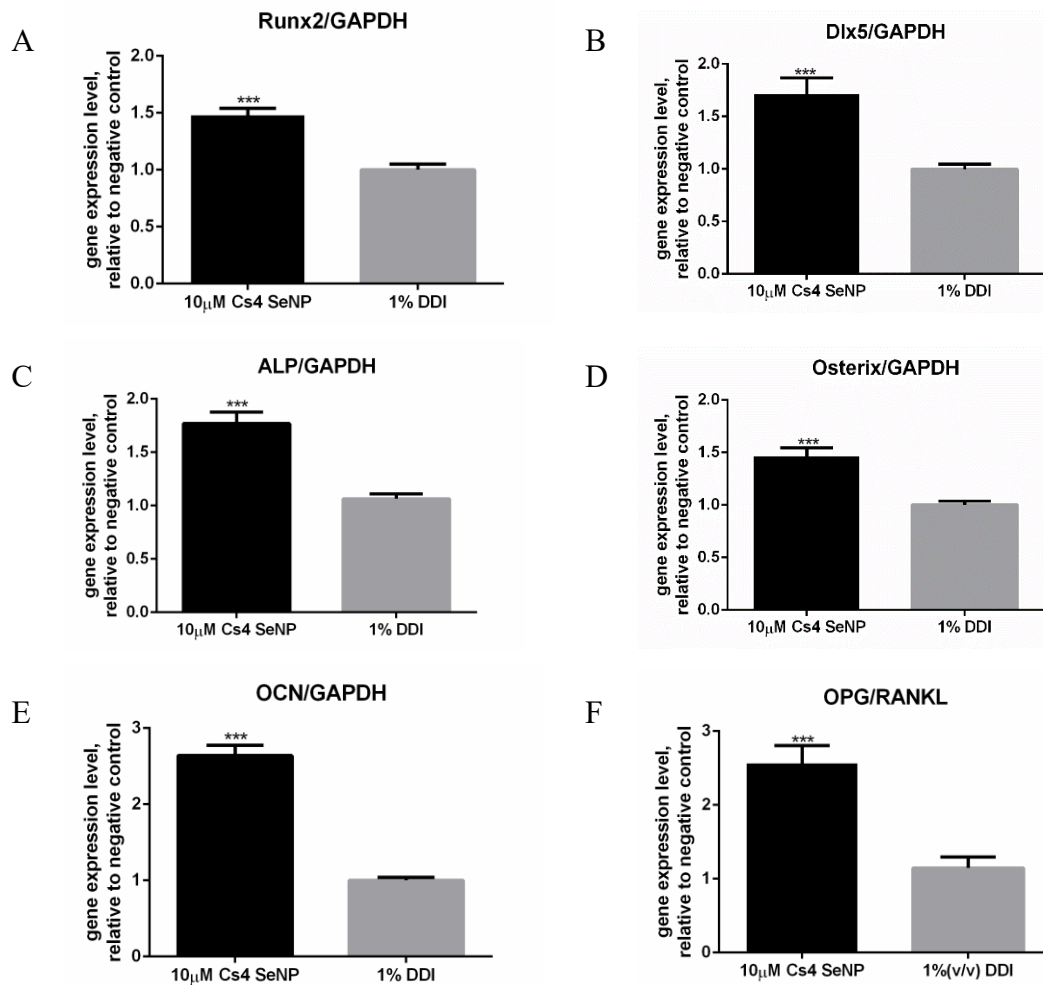 A
Runx2/GAPDH
gene expression level,
relative to negative control
2.0
1.5
1.0
0.5
0.0
***
10µM Cs4 SeNP
1% DDI
B
Dlx5/GAPDH
gene expression level,
relative to negative control
2.0
1.5
1.0
0.5
0.0
***
10µM Cs4 SeNP
1% DDI
C
ALP/GAPDH
gene expression level,
relative to negative control
2.0
1.5
1.0
0.5
0.0
***
10µM Cs4 SeNP
1% DDI
D
Osterix/GAPDH
gene expression level,
relative to negative control
2.0
1.5
1.0
0.5
0.0
***
10µM Cs4 SeNP
1% DDI
E
OCN/GAPDH
gene expression level,
relative to negative control
3
2
1
0
***
10µM Cs4 SeNP
1% DDI
F
OPG/RANKL
gene expression level,
relative to negative control
3
2
1
0
***
10µM Cs4 SeNP
1%(v/v) DDI